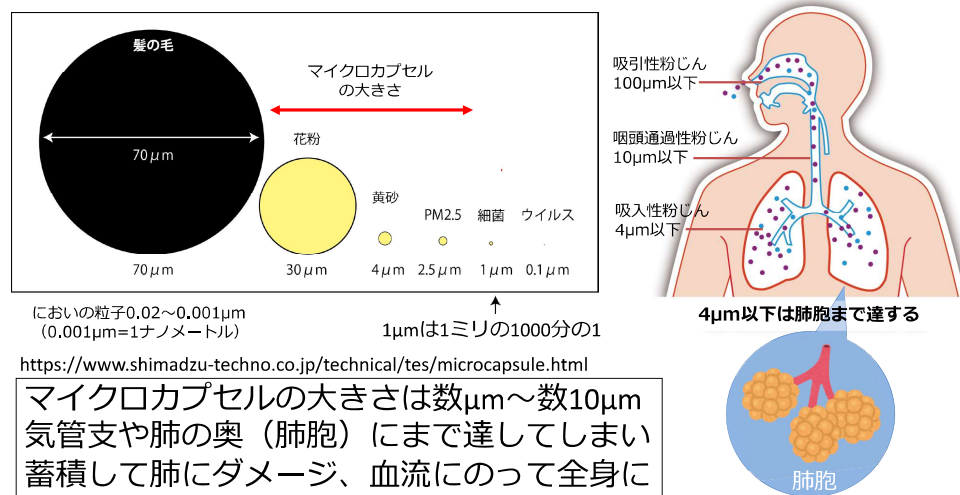 髪の毛
70μm
70μm
マイクロカプセル
の大きさ
花粉
30μm
黄砂
4μm
PM2.5
2.5μm
細菌
1μm
ウイルス
0.1μm
においの粒子0.02～0.001μm
（0.001μm=1ナノメートル）
1μmは1ミリの1000分の1
https://www.shimadzu-techno.co.jp/technical/tes/microcapsule.html
マイクロカプセルの大きさは数μm～数10μm
気管支や肺の奥（肺胞）にまで達してしまい
蓄積して肺にダメージ、血流にのって全身に
吸引性粉じん
100μm以下
咽頭通過性粉じん
10μm以下
吸入性粉じん
4μm以下
4μm以下は肺胞まで達する
肺胞